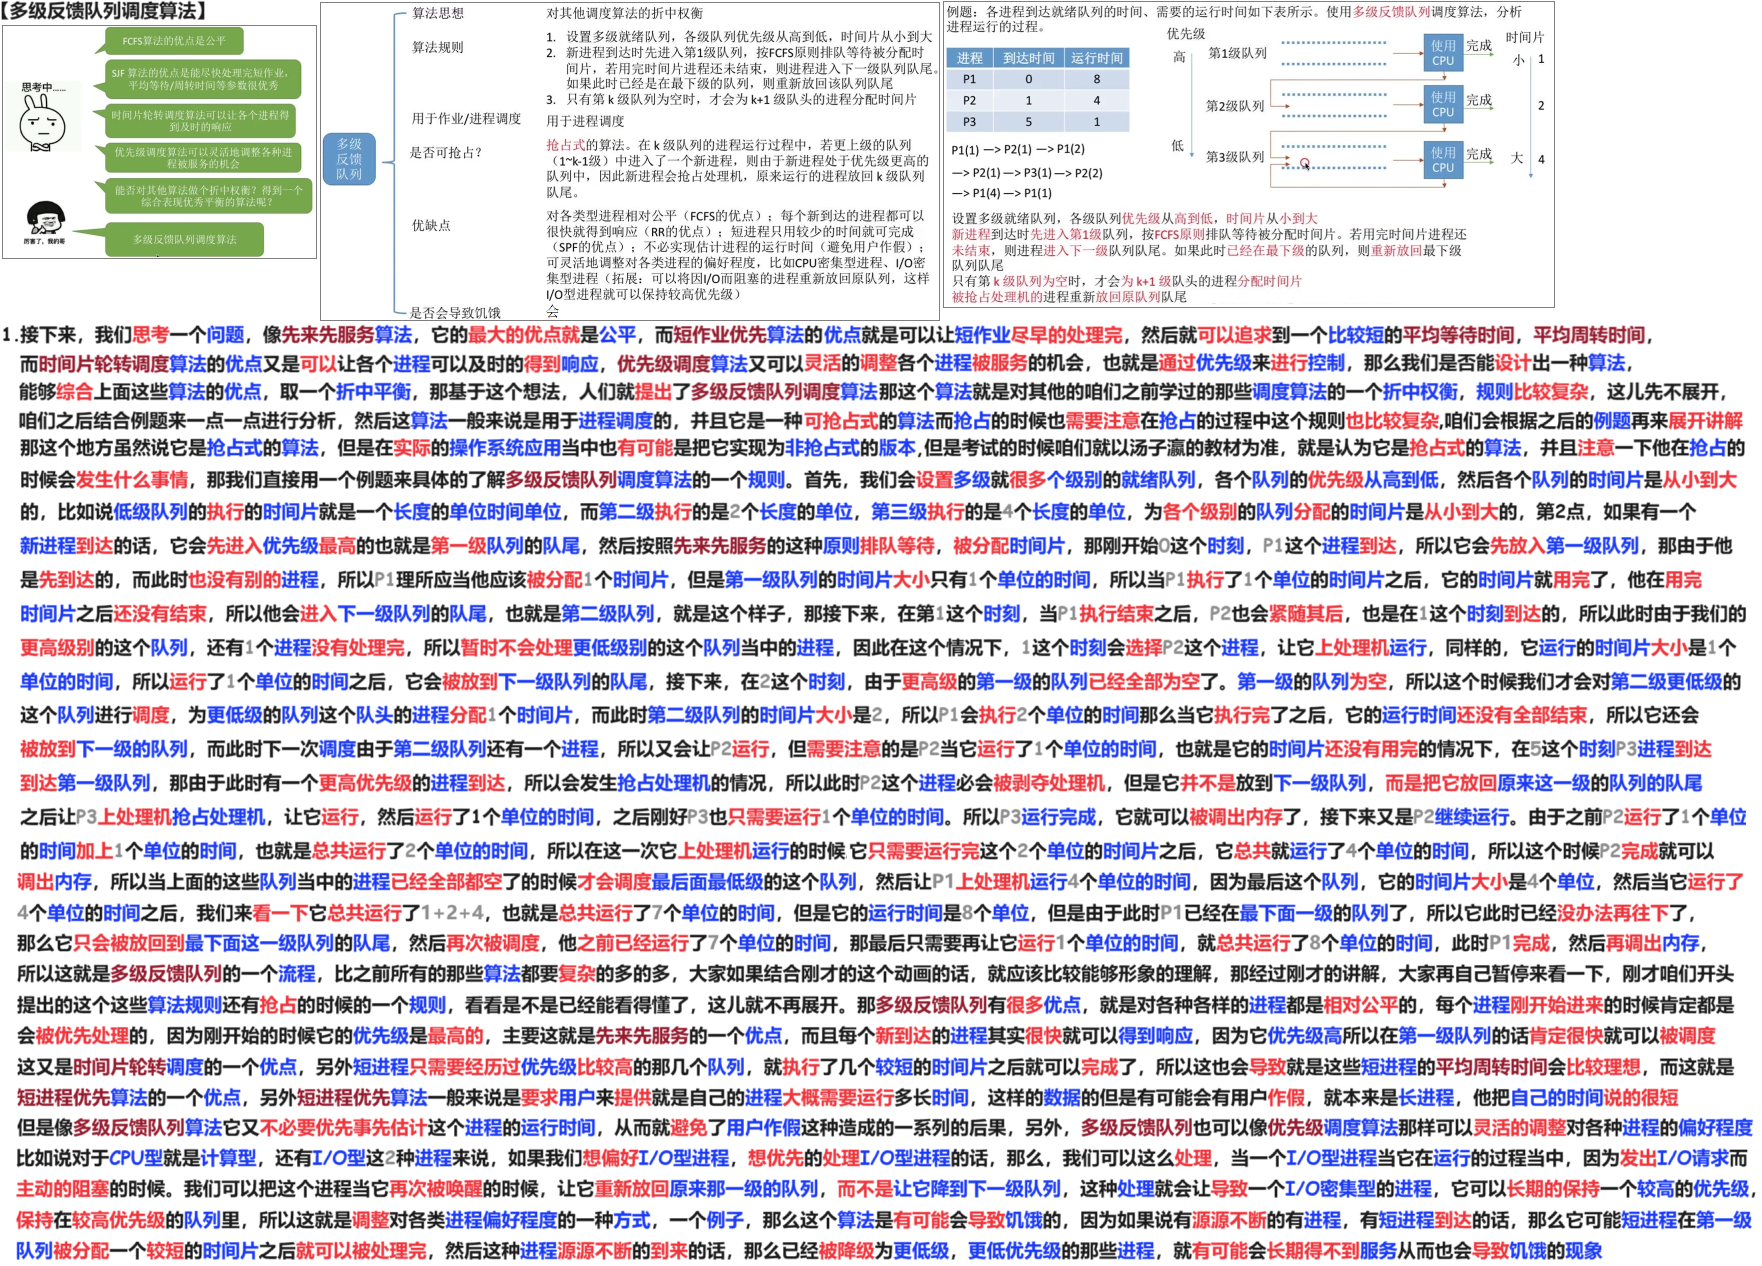 【多级反馈队列调度算法】
FCFS算法的优点是公平
SJF 算法的优点是能尽快处理完短作业，
平均等待/周转时间等参数很优秀
思考中......
时间片轮转调度算法可以让各个进程得
到及时的响应
优先级调度算法可以灵活地调整各种进
程被服务的机会
能否对其他算法做个折中权衡？得到一个
综合表现优秀平衡的算法呢？
厉害了，我的哥
多级反馈队列调度算法
多级
反馈
队列
算法思想
对其他调度算法的折中权衡
算法规则
1. 设置多级就绪队列，各级队列优先级从高到低，时间片从小到大
2. 新进程到达时先进入第1级队列，按FCFS原则排队等待被分配时
间片，若用完时间片进程还未结束，则进程进入下一级队列队尾。
如果此时已经是在最下级的队列，则重新放回该队列队尾
3. 只有第 k 级队列为空时，才会为 k+1 级队头的进程分配时间片
用于作业/进程调度
用于进程调度
是否可抢占？
抢占式的算法。在 k 级队列的进程运行过程中，若更上级的队列
（1~k-1级）中进入了一个新进程，则由于新进程处于优先级更高的
队列中，因此新进程会抢占处理机，原来运行的进程放回 k 级队列
队尾。
优缺点
对各类型进程相对公平（FCFS的优点）；每个新到达的进程都可以
很快就得到响应（RR的优点）；短进程只用较少的时间就可完成
（SPF的优点）；不必实现估计进程的运行时间（避免用户作假）；
可灵活地调整对各类进程的偏好程度，比如CPU密集型进程、I/O密
集型进程（拓展：可以将因I/O而阻塞的进程重新放回原队列，这样
I/O型进程就可以保持较高优先级）
是否会导致饥饿
会
例题：各进程到达就绪队列的时间、需要的运行时间如下表所示。使用多级反馈队列调度算法，分析
进程运行的过程。
进程 到达时间 运行时间
P1 0 8
P2 1 4
P3 5 1
P1(1) —> P2(1) —> P1(2)
—> P2(1) —> P3(1) —> P2(2)
—> P1(4) —> P1(1)
优先级
高
低
第1级队列
使用
CPU
完成
第2级队列
使用
CPU
完成
第3级队列
使用
CPU
完成
时间片
小
1
2
大
4
设置多级就绪队列，各级队列优先级从高到低，时间片从小到大
新进程到达时先进入第1级队列，按FCFS原则排队等待被分配时间片。若用完时间片进程还
未结束，则进程进入下一级队列队尾。如果此时已经在最下级的队列，则重新放回最下级
队列队尾
只有第 k 级队列为空时，才会为 k+1 级队头的进程分配时间片
被抢占处理机的进程重新放回原队列队尾
1.接下来，我们思考一个问题，像先来先服务算法，它的最大的优点就是公平，而短作业优先算法的优点就是可以让短作业尽早的处理完，然后就可以追求到一个比较短的平均等待时间，平均周转时间，
而时间片轮转调度算法的优点又是可以让各个进程可以及时的得到响应，优先级调度算法又可以灵活的调整各个进程被服务的机会，也就是通过优先级来进行控制，那么我们是否能设计出一种算法，
能够综合上面这些算法的优点，取一个折中平衡，那基于这个想法，人们就提出了多级反馈队列调度算法那这个算法就是对其他的咱们之前学过的那些调度算法的一个折中权衡，规则比较复杂，这儿先不展开，
咱们之后结合例题来一点一点进行分析，然后这算法一般来说是用于进程调度的，并且它是一种可抢占式的算法而抢占的时候也需要注意在抢占的过程中这个规则也比较复杂,咱们会根据之后的例题再来展开讲解
那这个地方虽然说它是抢占式的算法，但是在实际的操作系统应用当中也有可能是把它实现为非抢占式的版本,但是考试的时候咱们就以汤子瀛的教材为准，就是认为它是抢占式的算法，并且注意一下他在抢占的
时候会发生什么事情，那我们直接用一个例题来具体的了解多级反馈队列调度算法的一个规则。首先，我们会设置多级就很多个级别的就绪队列，各个队列的优先级从高到低，然后各个队列的时间片是从小到大
的，比如说低级队列的执行的时间片就是一个长度的单位时间单位，而第二级执行的是2个长度的单位，第三级执行的是4个长度的单位，为各个级别的队列分配的时间片是从小到大的，第2点，如果有一个
新进程到达的话，它会先进入优先级最高的也就是第一级队列的队尾，然后按照先来先服务的这种原则排队等待，被分配时间片，那刚开始0这个时刻，P1这个进程到达，所以它会先放入第一级队列，那由于他
是先到达的，而此时也没有别的进程，所以P1理所应当他应该被分配1个时间片，但是第一级队列的时间片大小只有1个单位的时间，所以当P1执行了1个单位的时间片之后，它的时间片就用完了，他在用完
时间片之后还没有结束，所以他会进入下一级队列的队尾，也就是第二级队列，就是这个样子，那接下来，在第1这个时刻，当P1执行结束之后，P2也会紧随其后，也是在1这个时刻到达的，所以此时由于我们的
更高级别的这个队列，还有1个进程没有处理完，所以暂时不会处理更低级别的这个队列当中的进程，因此在这个情况下，1这个时刻会选择P2这个进程，让它上处理机运行，同样的，它运行的时间片大小是1个
单位的时间，所以运行了1个单位的时间之后，它会被放到下一级队列的队尾，接下来，在2这个时刻，由于更高级的第一级的队列已经全部为空了。第一级的队列为空，所以这个时候我们才会对第二级更低级的
这个队列进行调度，为更低级的队列这个队头的进程分配1个时间片，而此时第二级队列的时间片大小是2，所以P1会执行2个单位的时间那么当它执行完了之后，它的运行时间还没有全部结束，所以它还会
被放到下一级的队列，而此时下一次调度由于第二级队列还有一个进程，所以又会让P2运行，但需要注意的是P2当它运行了1个单位的时间，也就是它的时间片还没有用完的情况下，在5这个时刻P3进程到达
到达第一级队列，那由于此时有一个更高优先级的进程到达，所以会发生抢占处理机的情况，所以此时P2这个进程必会被剥夺处理机，但是它并不是放到下一级队列，而是把它放回原来这一级的队列的队尾
之后让P3上处理机抢占处理机，让它运行，然后运行了1个单位的时间，之后刚好P3也只需要运行1个单位的时间。所以P3运行完成，它就可以被调出内存了，接下来又是P2继续运行。由于之前P2运行了1个单位
的时间加上1个单位的时间，也就是总共运行了2个单位的时间，所以在这一次它上处理机运行的时候它只需要运行完这个2个单位的时间片之后，它总共就运行了4个单位的时间，所以这个时候P2完成就可以
调出内存，所以当上面的这些队列当中的进程已经全部都空了的时候才会调度最后面最低级的这个队列，然后让P1上处理机运行4个单位的时间，因为最后这个队列，它的时间片大小是4个单位，然后当它运行了
4个单位的时间之后，我们来看一下它总共运行了1+2+4，也就是总共运行了7个单位的时间，但是它的运行时间是8个单位，但是由于此时P1已经在最下面一级的队列了，所以它此时已经没办法再往下了，
那么它只会被放回到最下面这一级队列的队尾，然后再次被调度，他之前已经运行了7个单位的时间，那最后只需要再让它运行1个单位的时间，就总共运行了8个单位的时间，此时P1完成，然后再调出内存，
所以这就是多级反馈队列的一个流程，比之前所有的那些算法都要复杂的多的多，大家如果结合刚才的这个动画的话，就应该比较能够形象的理解，那经过刚才的讲解，大家再自己暂停来看一下，刚才咱们开头
提出的这个这些算法规则还有抢占的时候的一个规则，看看是不是已经能看得懂了，这儿就不再展开。那多级反馈队列有很多优点，就是对各种各样的进程都是相对公平的，每个进程刚开始进来的时候肯定都是
会被优先处理的，因为刚开始的时候它的优先级是最高的，主要这就是先来先服务的一个优点，而且每个新到达的进程其实很快就可以得到响应，因为它优先级高所以在第一级队列的话肯定很快就可以被调度
这又是时间片轮转调度的一个优点，另外短进程只需要经历过优先级比较高的那几个队列，就执行了几个较短的时间片之后就可以完成了，所以这也会导致就是这些短进程的平均周转时间会比较理想，而这就是
短进程优先算法的一个优点，另外短进程优先算法一般来说是要求用户来提供就是自己的进程大概需要运行多长时间，这样的数据的但是有可能会有用户作假，就本来是长进程，他把自己的时间说的很短
但是像多级反馈队列算法它又不必要优先事先估计这个进程的运行时间，从而就避免了用户作假这种造成的一系列的后果，另外，多级反馈队列也可以像优先级调度算法那样可以灵活的调整对各种进程的偏好程度
比如说对于CPU型就是计算型，还有I/O型这2种进程来说，如果我们想偏好I/O型进程，想优先的处理I/O型进程的话，那么，我们可以这么处理，当一个I/O型进程当它在运行的过程当中，因为发出I/O请求而
主动的阻塞的时候。我们可以把这个进程当它再次被唤醒的时候，让它重新放回原来那一级的队列，而不是让它降到下一级队列，这种处理就会让导致一个I/O密集型的进程，它可以长期的保持一个较高的优先级，
保持在较高优先级的队列里，所以这就是调整对各类进程偏好程度的一种方式，一个例子，那么这个算法是有可能会导致饥饿的，因为如果说有源源不断的有进程，有短进程到达的话，那么它可能短进程在第一级
队列被分配一个较短的时间片之后就可以被处理完，然后这种进程源源不断的到来的话，那么已经被降级为更低级，更低优先级的那些进程，就有可能会长期得不到服务从而也会导致饥饿的现象